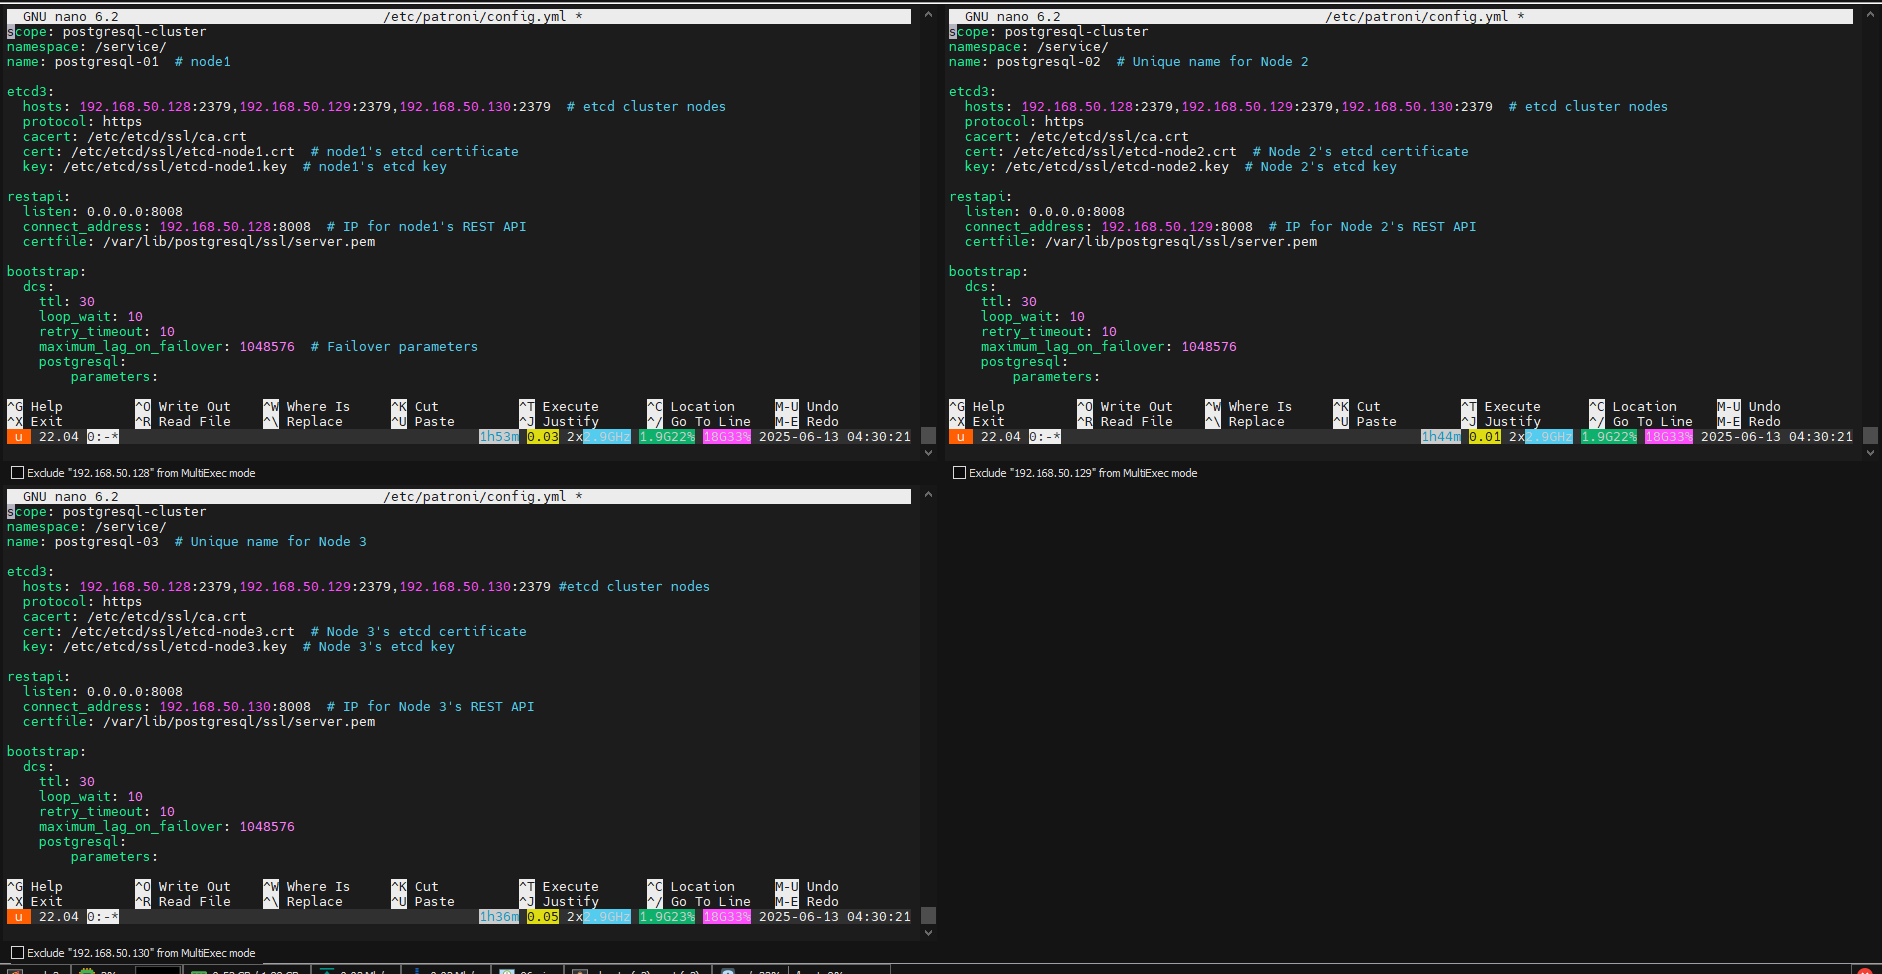 GNU nano 6.2 /etc/patroni/config.yml *
scope: postgresql-cluster
namespace: /service/
name: postgresql-01  # node1
etcd3:
  hosts: 192.168.50.128:2379,192.168.50.129:2379,192.168.50.130:2379  # etcd cluster nodes
  protocol: https
  cacert: /etc/etcd/ssl/ca.crt
  cert: /etc/etcd/ssl/etcd-node1.crt  # node1's etcd certificate
  key: /etc/etcd/ssl/etcd-node1.key  # node1's etcd key
restapi:
  listen: 0.0.0.0:8008
  connect_address: 192.168.50.128:8008  # IP for node1's REST API
  certfile: /var/lib/postgresql/ssl/server.pem
bootstrap:
  dcs:
    ttl: 30
    loop_wait: 10
    retry_timeout: 10
    maximum_lag_on_failover: 1048576  # Failover parameters
    postgresql:
        parameters:
^G Help ^O Write Out ^W Where Is ^K Cut ^T Execute ^C Location M-U Undo
^X Exit ^R Read File ^\ Replace ^U Paste ^J Justify ^/ Go To Line M-E Redo
u 22.04 0:-* 1h53m 0.03 2x2.9GHz 1.9G22% 18G33% 2025-06-13 04:30:21
Exclude "192.168.50.128" from MultiExec mode
GNU nano 6.2 /etc/patroni/config.yml *
scope: postgresql-cluster
namespace: /service/
name: postgresql-02  # Unique name for Node 2
etcd3:
  hosts: 192.168.50.128:2379,192.168.50.129:2379,192.168.50.130:2379  # etcd cluster nodes
  protocol: https
  cacert: /etc/etcd/ssl/ca.crt
  cert: /etc/etcd/ssl/etcd-node2.crt  # Node 2's etcd certificate
  key: /etc/etcd/ssl/etcd-node2.key  # Node 2's etcd key
restapi:
  listen: 0.0.0.0:8008
  connect_address: 192.168.50.129:8008  # IP for Node 2's REST API
  certfile: /var/lib/postgresql/ssl/server.pem
bootstrap:
  dcs:
    ttl: 30
    loop_wait: 10
    retry_timeout: 10
    maximum_lag_on_failover: 1048576
    postgresql:
        parameters:
^G Help ^O Write Out ^W Where Is ^K Cut ^T Execute ^C Location M-U Undo
^X Exit ^R Read File ^\ Replace ^U Paste ^J Justify ^/ Go To Line M-E Redo
u 22.04 0:-* 1h44m 0.01 2x2.9GHz 1.9G22% 18G33% 2025-06-13 04:30:21
Exclude "192.168.50.129" from MultiExec mode
GNU nano 6.2 /etc/patroni/config.yml *
scope: postgresql-cluster
namespace: /service/
name: postgresql-03  # Unique name for Node 3
etcd3:
  hosts: 192.168.50.128:2379,192.168.50.129:2379,192.168.50.130:2379 #etcd cluster nodes
  protocol: https
  cacert: /etc/etcd/ssl/ca.crt
  cert: /etc/etcd/ssl/etcd-node3.crt  # Node 3's etcd certificate
  key: /etc/etcd/ssl/etcd-node3.key  # Node 3's etcd key
restapi:
  listen: 0.0.0.0:8008
  connect_address: 192.168.50.130:8008  # IP for Node 3's REST API
  certfile: /var/lib/postgresql/ssl/server.pem
bootstrap:
  dcs:
    ttl: 30
    loop_wait: 10
    retry_timeout: 10
    maximum_lag_on_failover: 1048576
    postgresql:
        parameters:
^G Help ^O Write Out ^W Where Is ^K Cut ^T Execute ^C Location M-U Undo
^X Exit ^R Read File ^\ Replace ^U Paste ^J Justify ^/ Go To Line M-E Redo
u 22.04 0:-* 1h36m 0.05 2x2.9GHz 1.9G23% 18G33% 2025-06-13 04:30:21
Exclude "192.168.50.130" from MultiExec mode